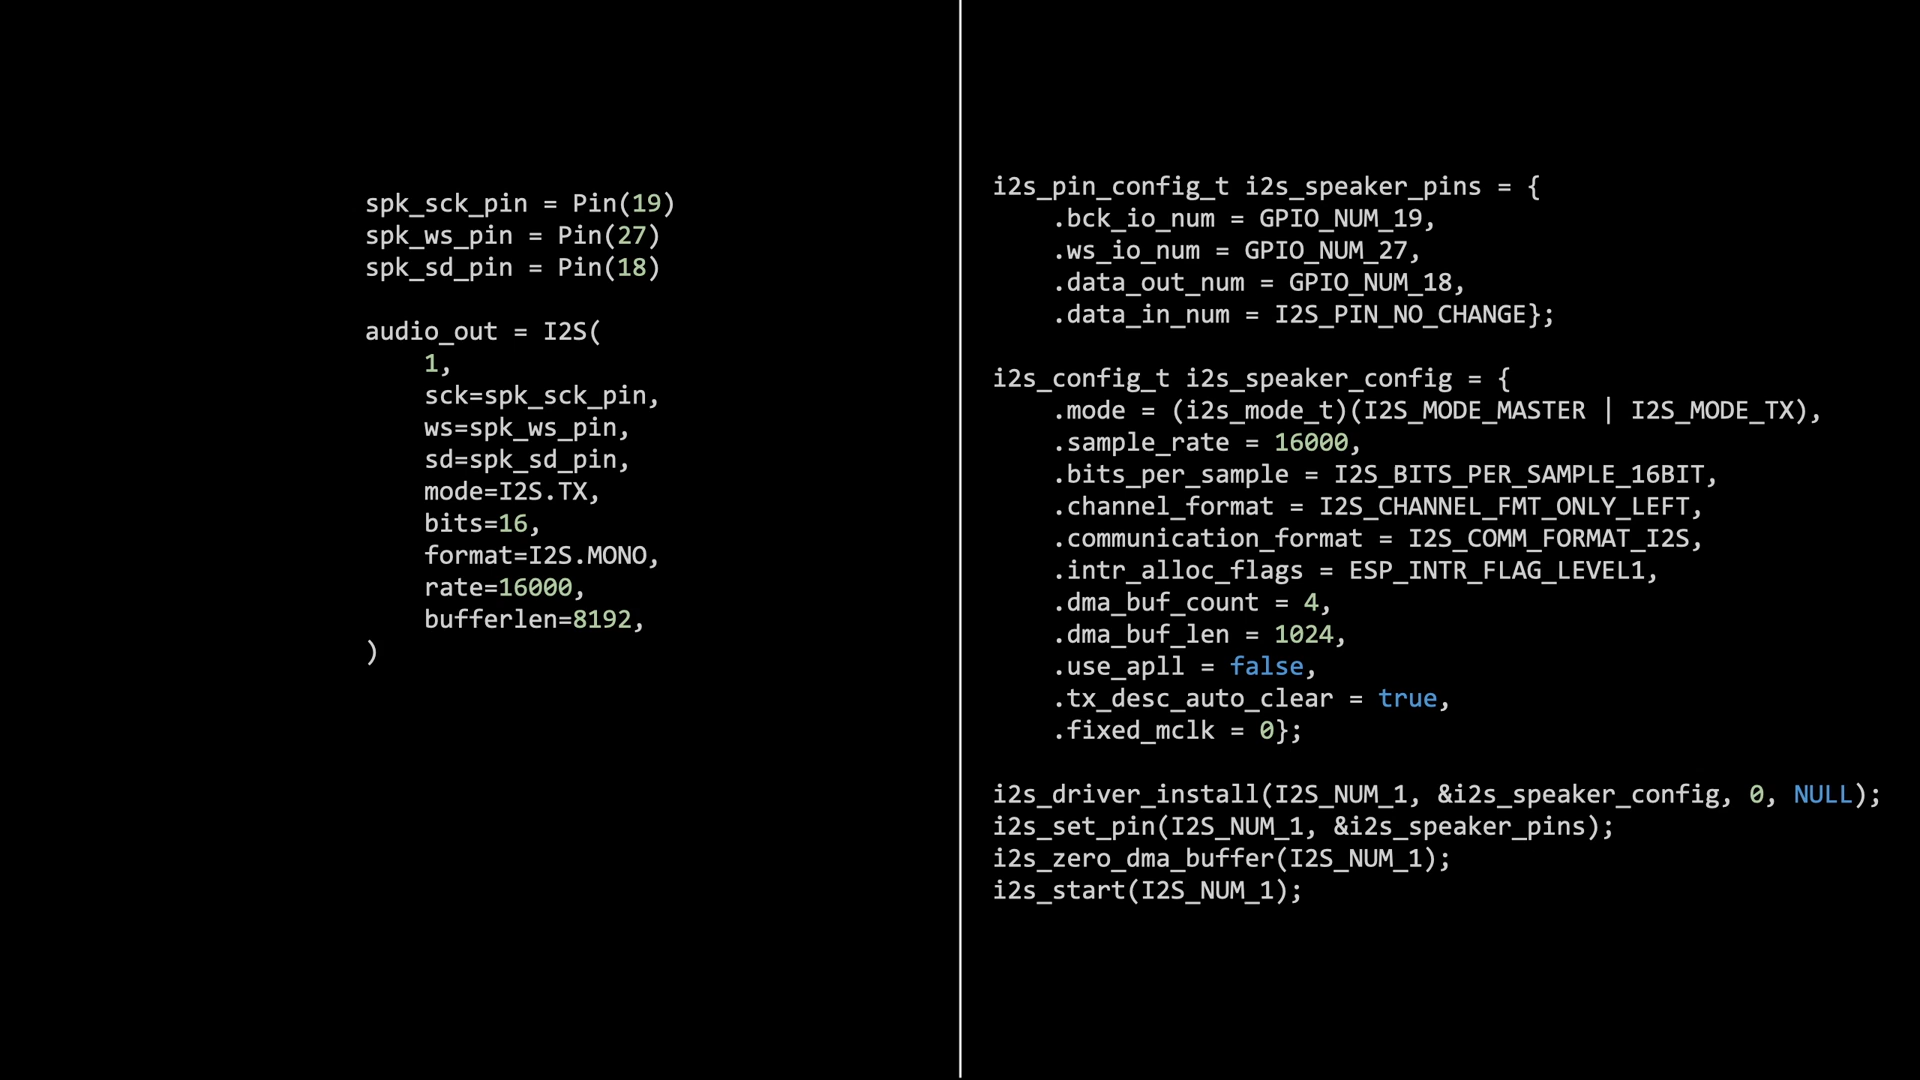 spk_sck_pin = Pin(19)
spk_ws_pin = Pin(27)
spk_sd_pin = Pin(18)
audio_out = I2S(
1,
sck=spk_sck_pin,
ws=spk_ws_pin,
sd=spk_sd_pin,
mode=I2S.TX,
bits=16,
format=I2S.MONO,
rate=16000,
bufferlen=8192,
)
i2s_pin_config_t i2s_speaker_pins = {
.bck_io_num = GPIO_NUM_19,
.ws_io_num = GPIO_NUM_27,
.data_out_num = GPIO_NUM_18,
.data_in_num = I2S_PIN_NO_CHANGE};
i2s_config_t i2s_speaker_config = {
.mode = (i2s_mode_t)(I2S_MODE_MASTER | I2S_MODE_TX),
.sample_rate = 16000,
.bits_per_sample = I2S_BITS_PER_SAMPLE_16BIT,
.channel_format = I2S_CHANNEL_FMT_ONLY_LEFT,
.communication_format = I2S_COMM_FORMAT_I2S,
.intr_alloc_flags = ESP_INTR_FLAG_LEVEL1,
.dma_buf_count = 4,
.dma_buf_len = 1024,
.use_apll = false,
.tx_desc_auto_clear = true,
.fixed_mclk = 0};
i2s_driver_install(I2S_NUM_1, &i2s_speaker_config, 0, NULL);
i2s_set_pin(I2S_NUM_1, &i2s_speaker_pins);
i2s_zero_dma_buffer(I2S_NUM_1);
i2s_start(I2S_NUM_1);